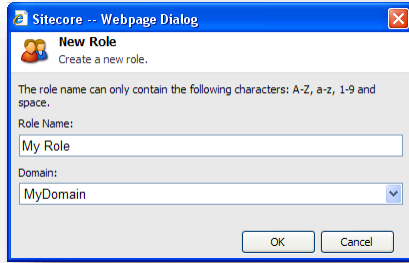 Sitecore -- Webpage Dialog
New Role
Create a new role.
The role name can only contain the following characters: A-Z, a-z, 1-9 and
space.
Role Name:
My Role
Domain:
MyDomain
OK
Cancel